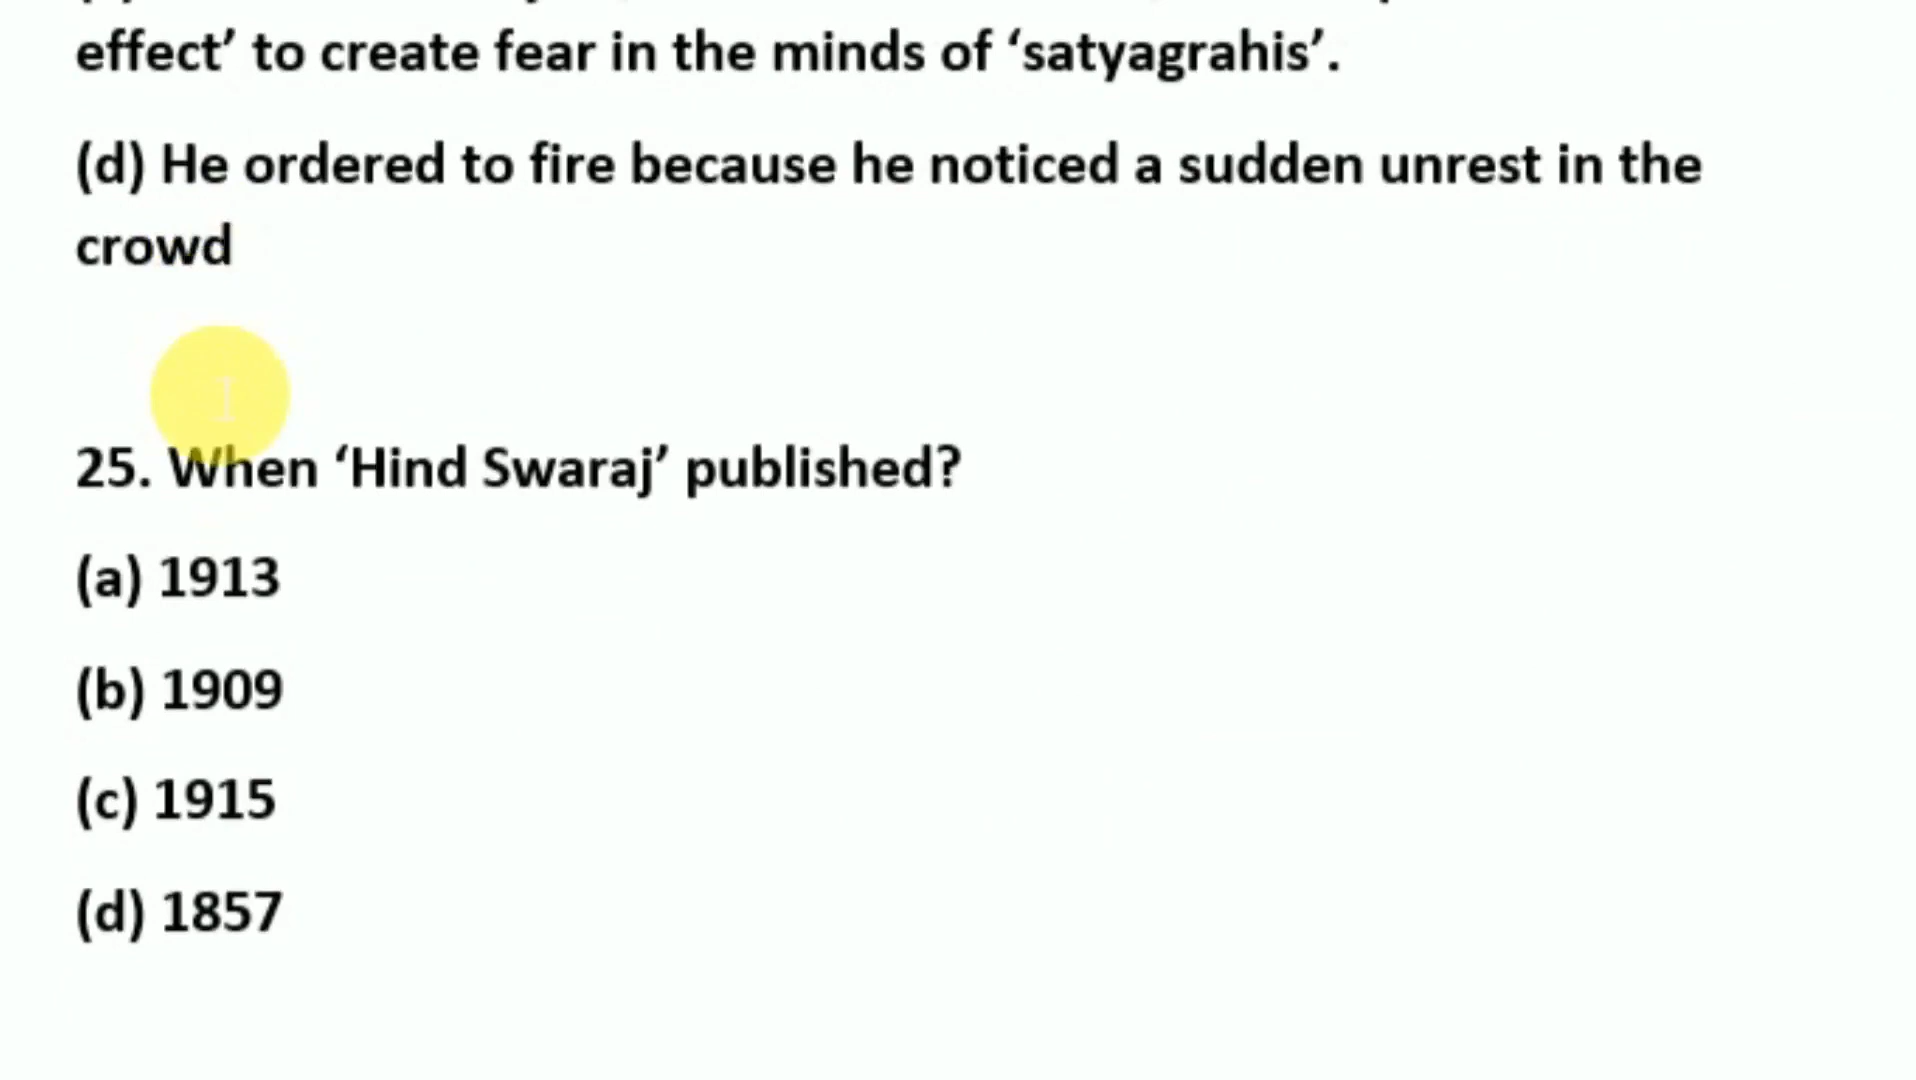 effect’ to create fear in the minds of ‘satyagrahis’.
(d) He ordered to fire because he noticed a sudden unrest in the
crowd
25. When ‘Hind Swaraj’ published?
(a) 1913
(b) 1909
(c) 1915
(d) 1857